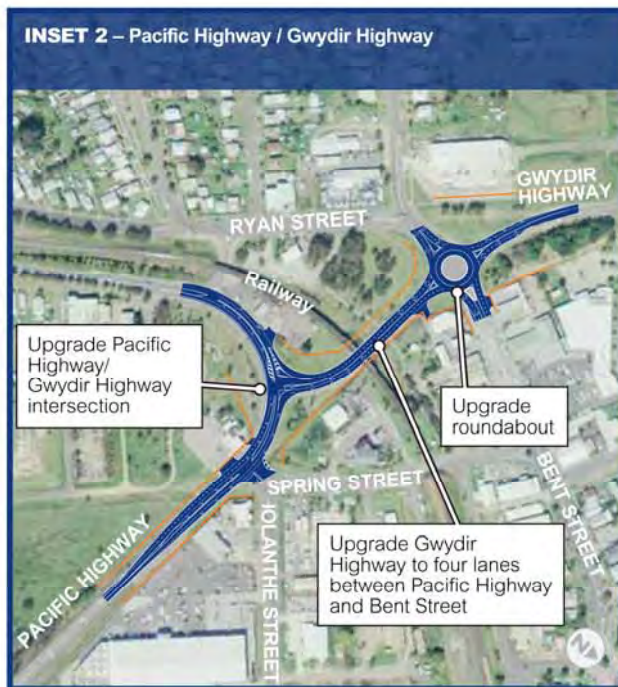 INSET 2 – Pacific Highway / Gwydir Highway
GWYDIR
HIGHWAY
RYAN STREET
Railway
Upgrade Pacific
Highway/
Gwydir Highway
intersection
Upgrade
roundabout
SPRING STREET
BENT STREET
PACIFIC HIGHWAY
IOLANTHE STREET
Upgrade Gwydir
Highway to four lanes
between Pacific Highway
and Bent Street